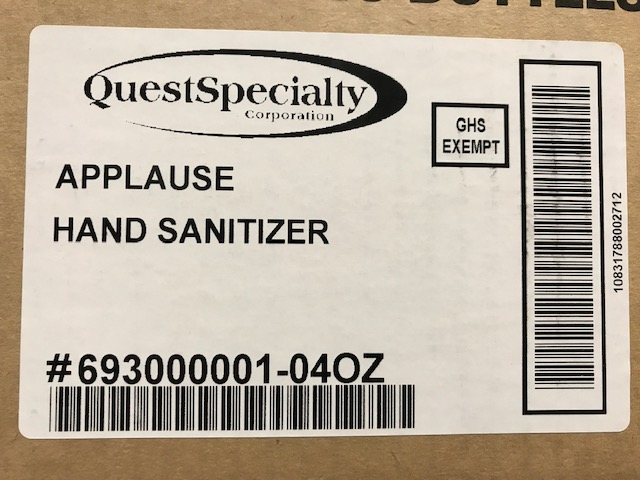 QuestSpecialty
Corporation
GHS
EXEMPT
APPLAUSE
HAND SANITIZER
10831788002712
#693000001-04OZ